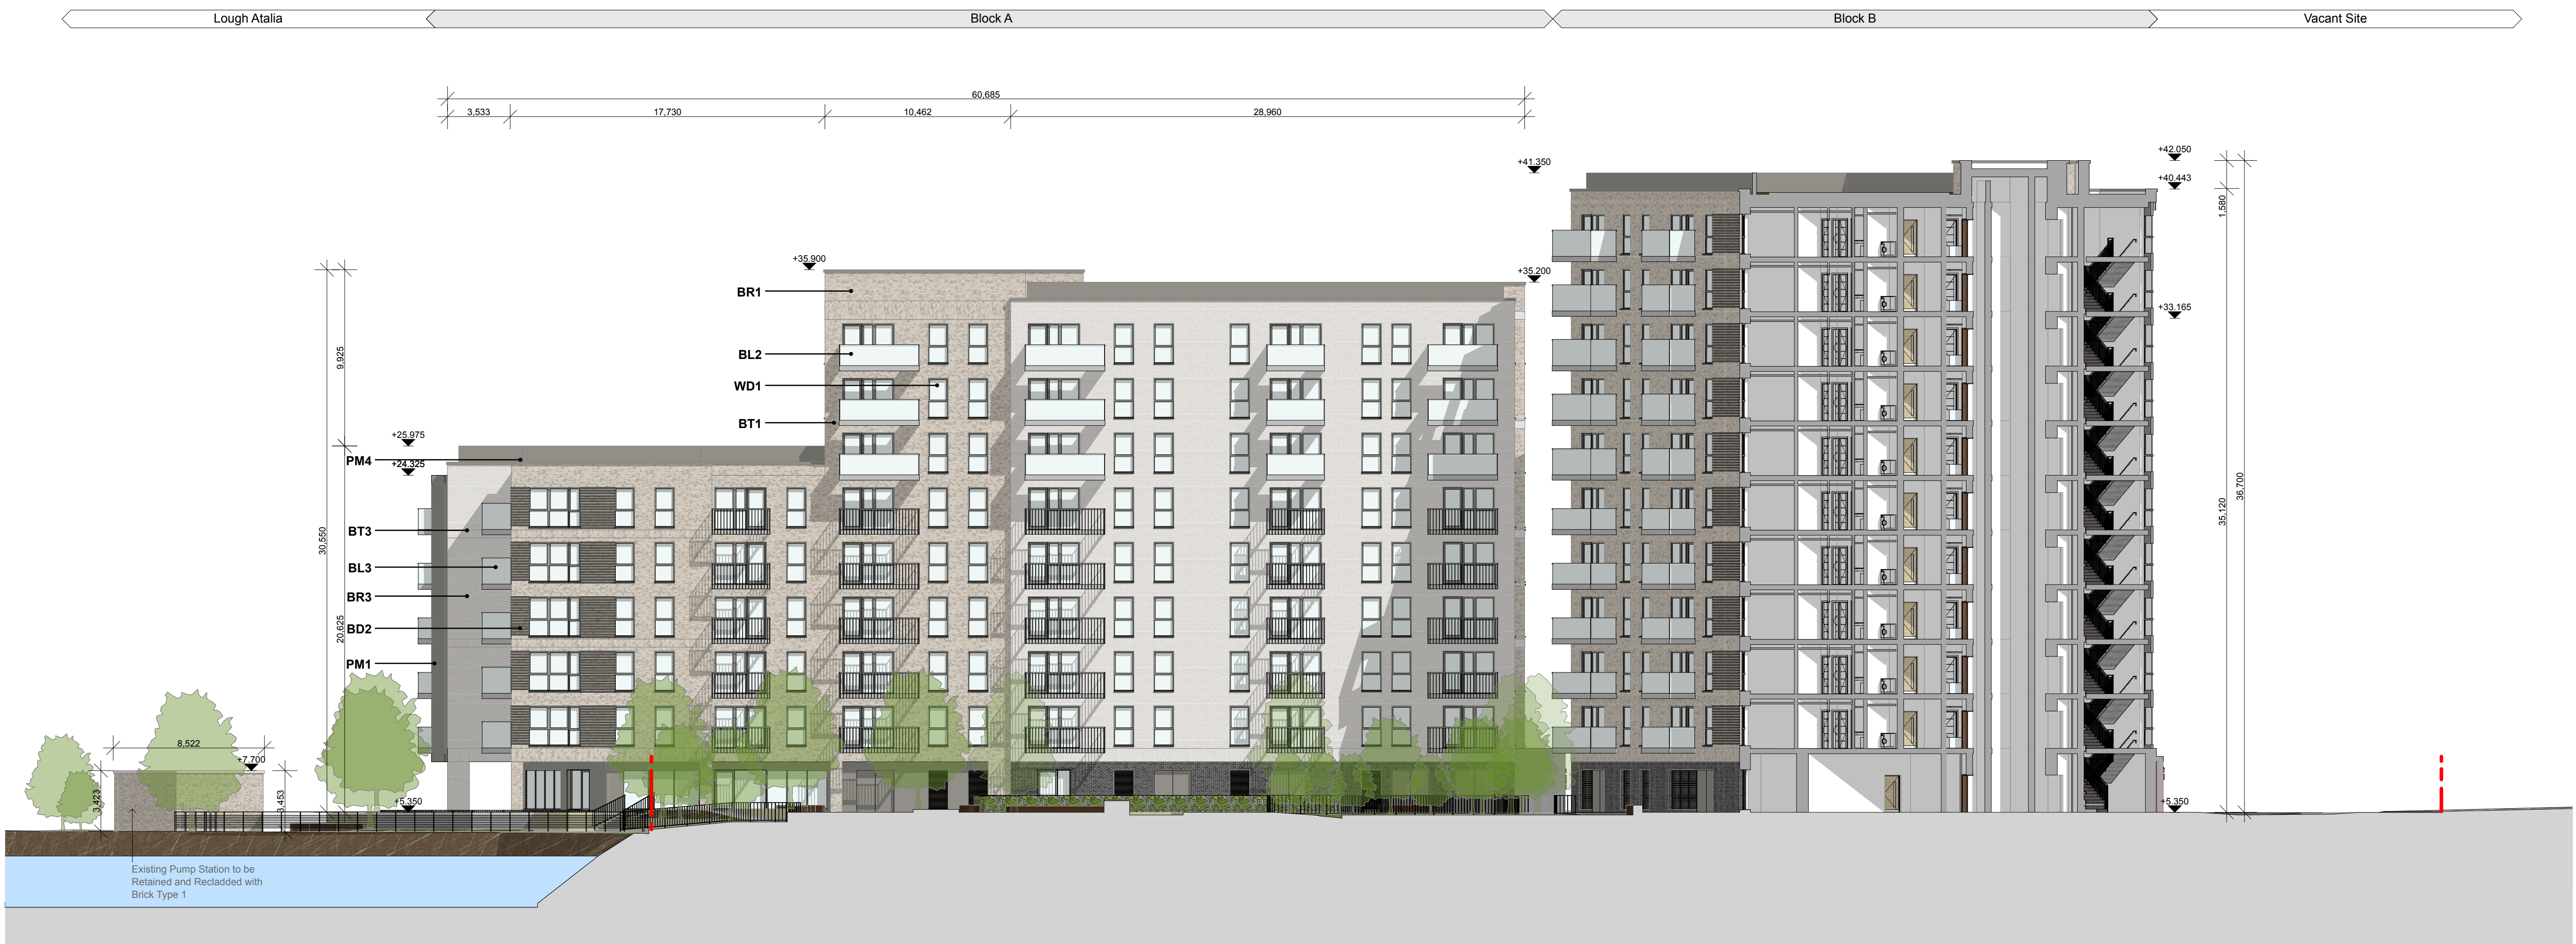 Lough Atalia
Block A
Block B
Vacant Site
60,685
3,533
17,730
10,462
28,960
+42.050
+41.350
+40.443
1,580
+35.900
+35.200
BR1
+33.165
9,925
BL2
WD1
BT1
+25.975
PM4
+24.325
36,700
35,120
BT3
30,550
BL3
BR3
BD2
20,625
PM1
8,522
+7.700
3,423
3,453
+5.350
+5.350
Existing Pump Station to be
Retained and Recladded with
Brick Type 1